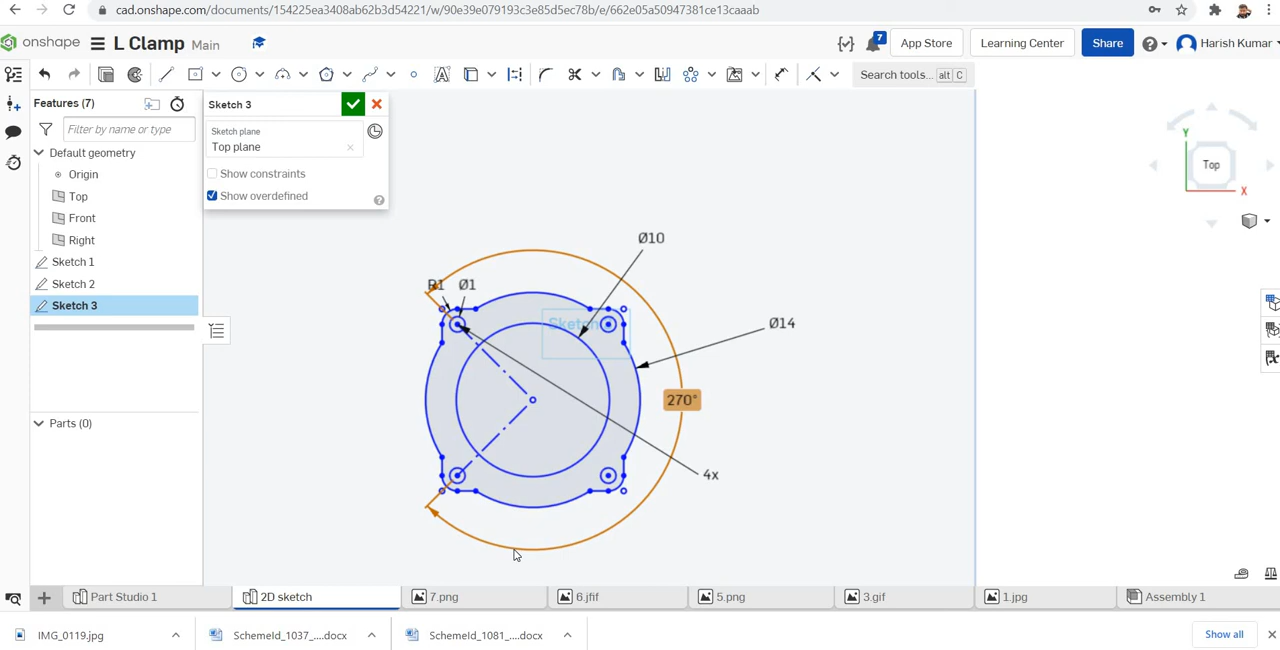 cad.onshape.com/documents/154225ea3408ab62b3d54221/w/90e39e0790913c3e85d5ec78b/e/662e05a50947381ce13caaab
onshape
L Clamp Main
7
App Store
Learning Center
Share
Harish Kumar
Search tools... alt C
Features (7)
Filter by name or type
Default geometry
Origin
Top
Front
Right
Sketch 1
Sketch 2
Sketch 3
Parts (0)
Sketch 3
Sketch plane
Top plane
Show constraints
Show overdefined
Y
Top
X
Ø10
R1 Ø1
Sketch
Ø14
270°
4x
Part Studio 1
2D sketch
7.png
6.jfif
5.png
3.gif
1.jpg
Assembly 1
IMG_0119.jpg
SchemeId_1037_....docx
SchemeId_1081_....docx
Show all